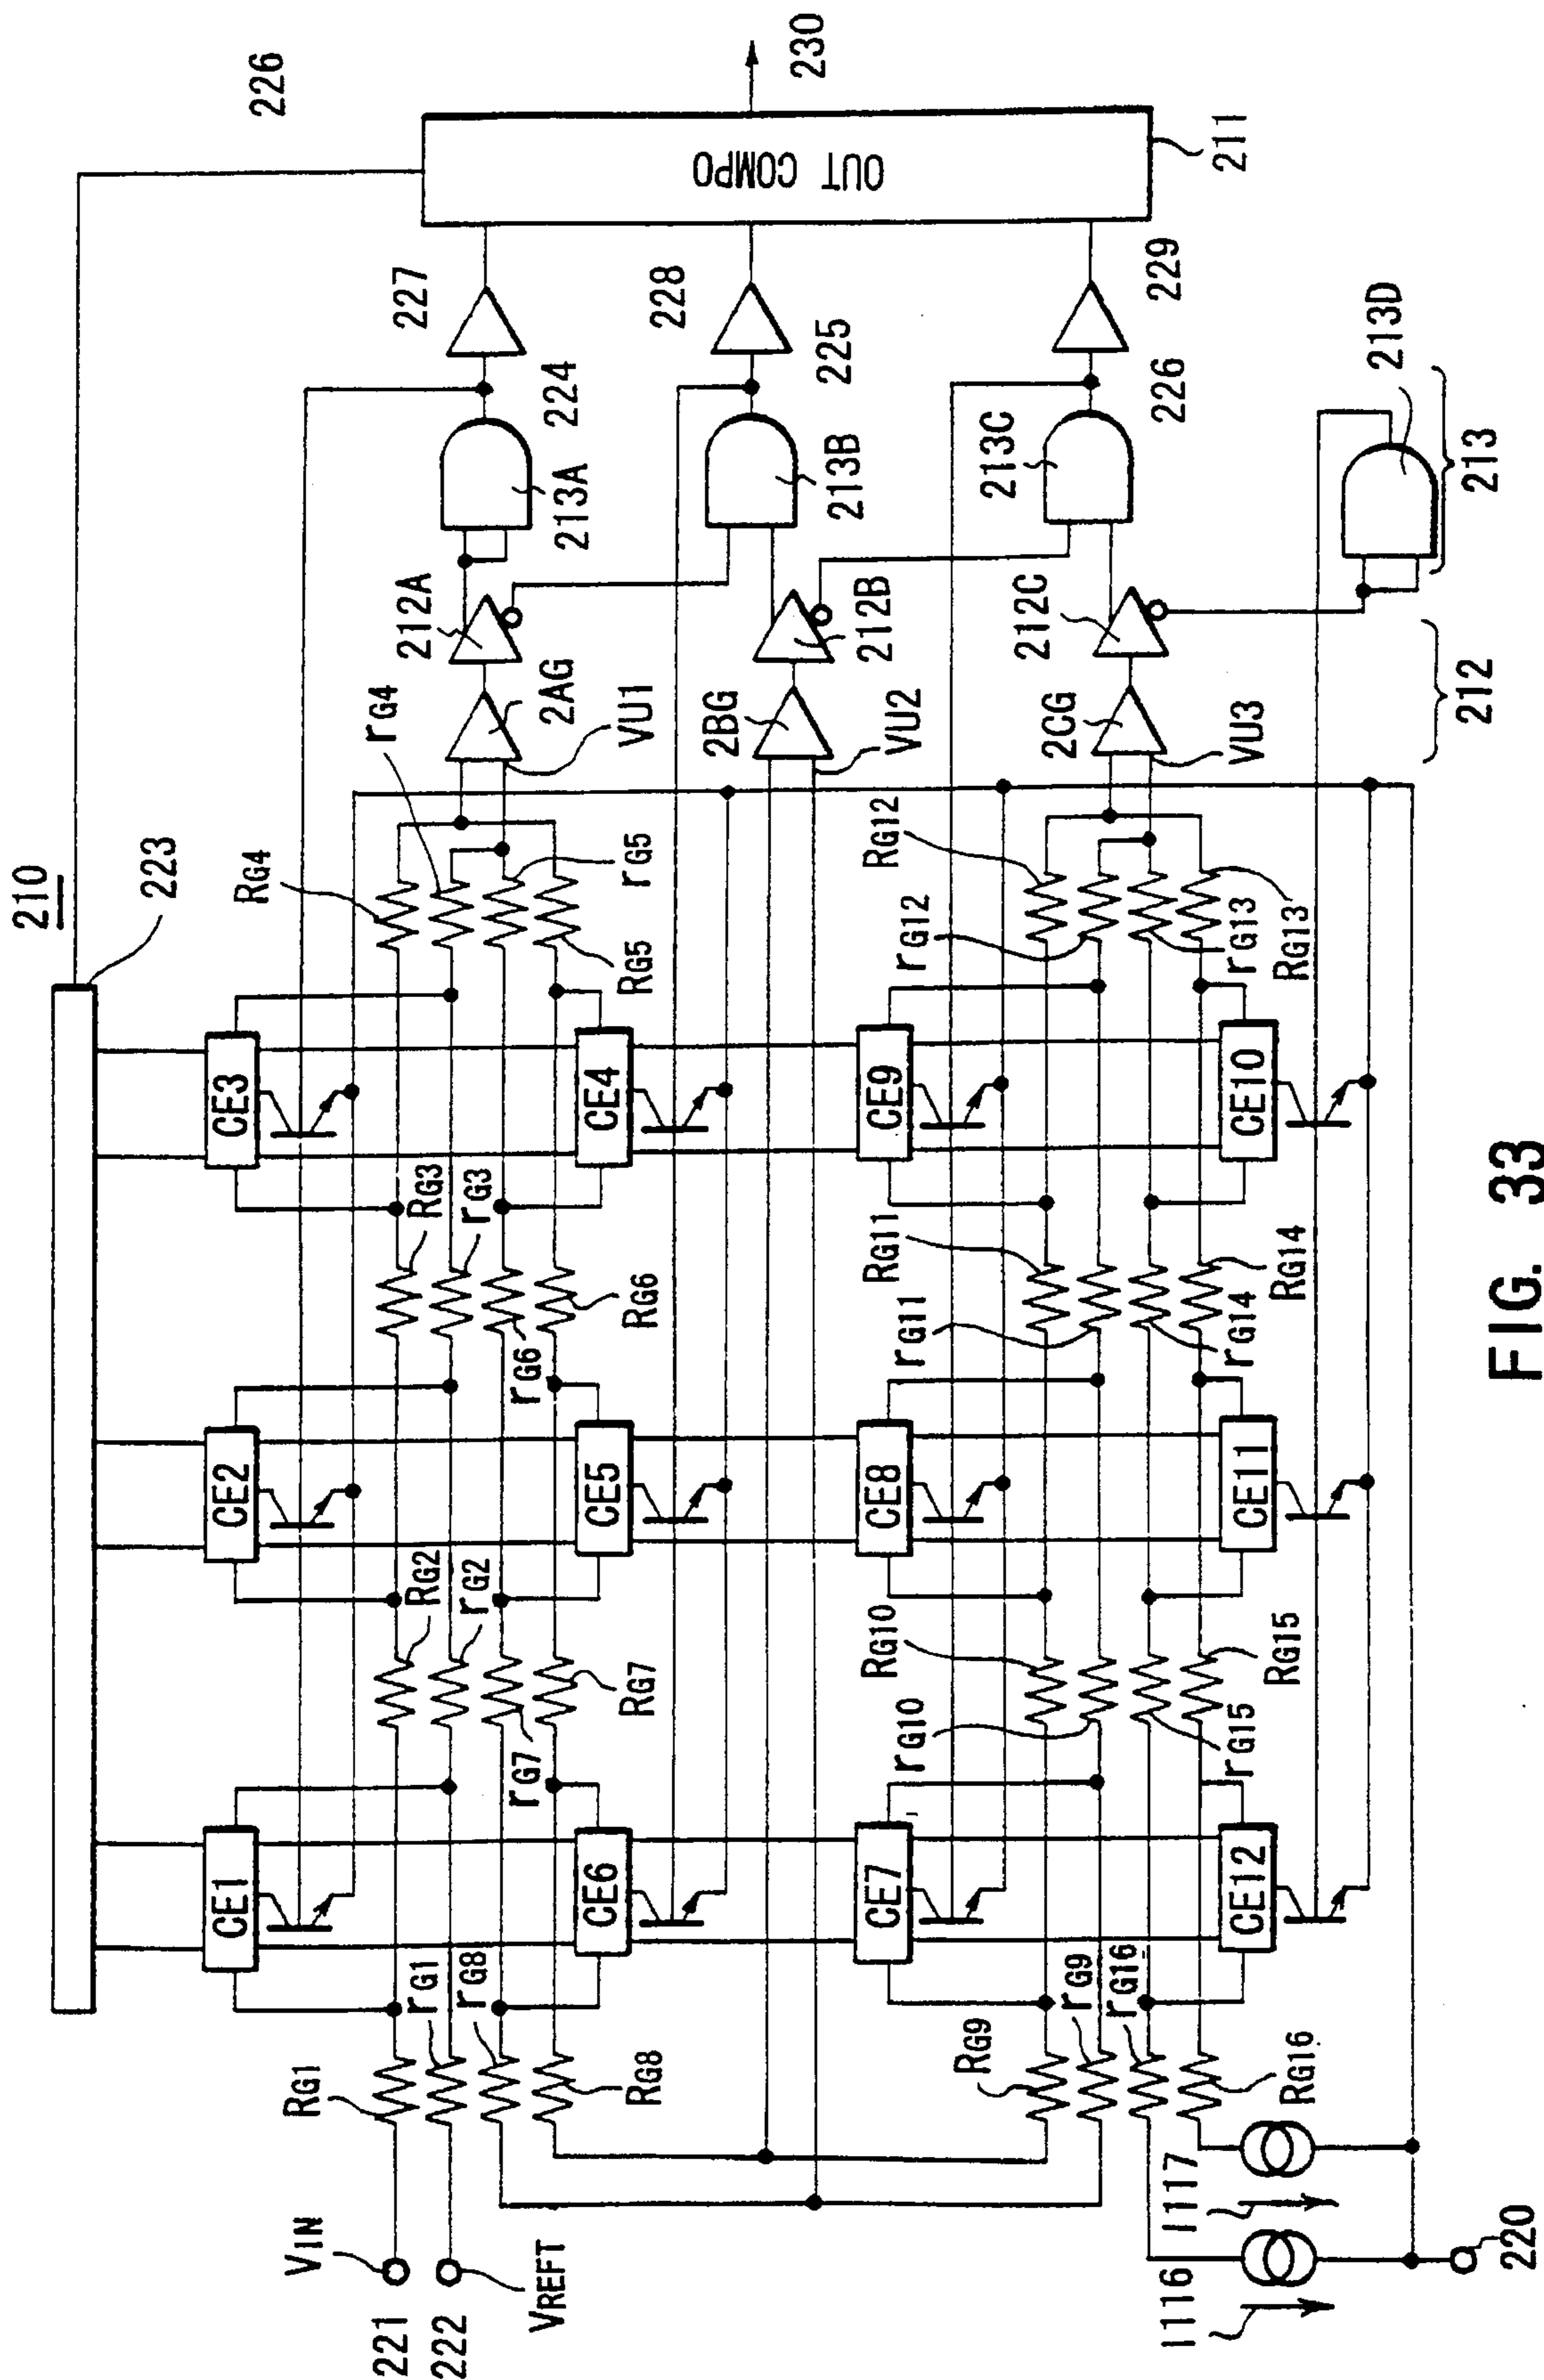 210
223
226
CE1
CE2
CE3
VIN
221
222
VREFT
RG1
rG1
rG8
RG8
RG2
rG2
rG7
RG7
RG3
rG3
rG6
RG6
RG4
rG4
rG5
RG5
CE6
CE5
CE4
2AG
VU1
212A
213A
224
227
2BG
VU2
212B
213B
225
228
OUT COMPO
230
211
CE7
CE8
CE9
RG9
rG9
rG16
RG16
RG10
rG10
rG15
RG15
RG11
rG11
rG14
RG14
RG12
rG12
rG13
RG13
2CG
VU3
212C
213C
226
229
CE12
CE11
CE10
213D
212
213
I116
I117
220
FIG. 33